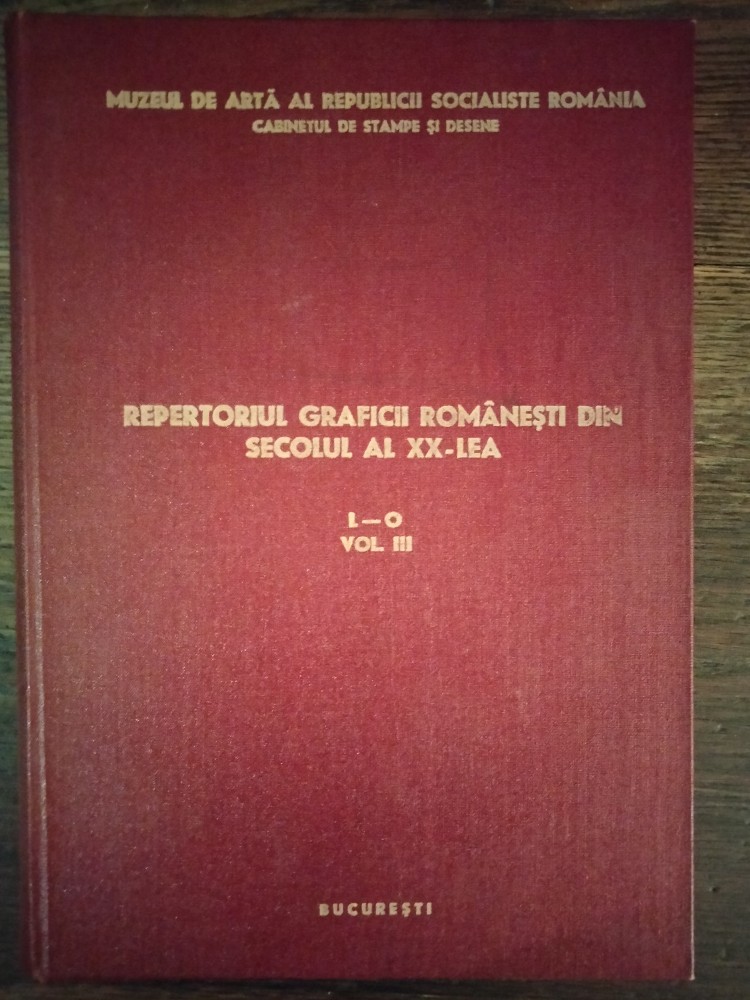 MUZEUL DE ARTĂ AL REPUBLICII SOCIALISTE ROMÂNIA
CABINETUL DE STAMPE ȘI DESENE
REPERTORIUL GRAFICII ROMÂNEȘTI DIN
SECOLUL AL XX-LEA
L—O
VOL. III
BUCUREȘTI